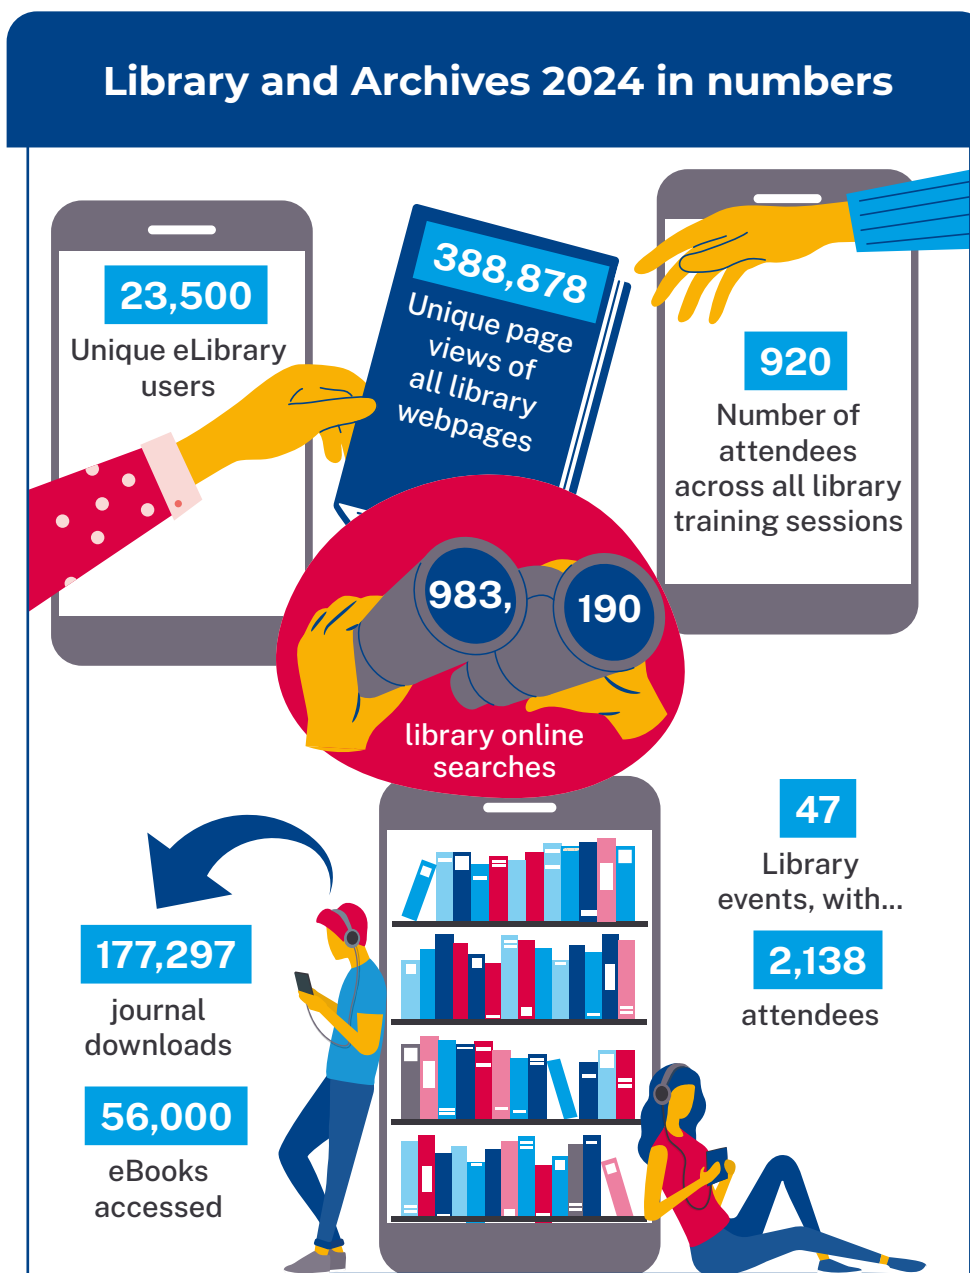 Library and Archives 2024 in numbers
23,500
Unique eLibrary
users
388,878
Unique page
views of
all library
webpages
920
Number of
attendees
across all library
training sessions
983,190
library online
searches
47
Library
events, with...
2,138
attendees
177,297
journal
downloads
56,000
eBooks
accessed